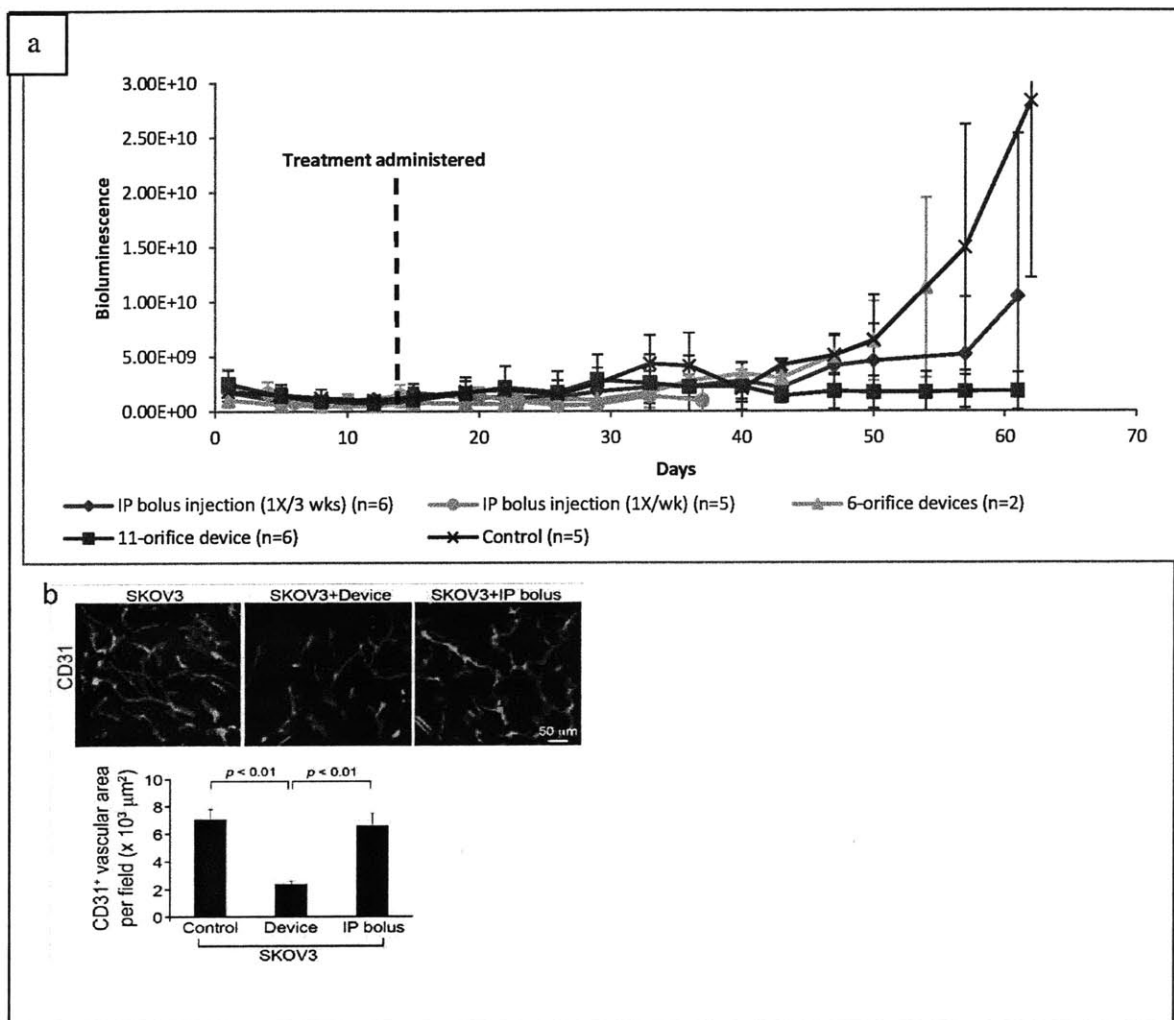 a
3.00E+10
2.50E+10
2.00E+10
1.50E+10
1.00E+10
5.00E+09
0.00E+00
Bioluminescence
Treatment administered
0 10 20 30 40 50 60 70
Days
IP bolus injection (1X/3 wks) (n=6) IP bolus injection (1X/wk) (n=5) 6-orifice devices (n=2)
11-orifice device (n=6) Control (n=5)
b
SKOV3 SKOV3+Device SKOV3+IP bolus
CD31
50 µm
p < 0.01 p < 0.01
CD31⁺ vascular area
per field (x 10³ µm²)
10
8
6
4
2
0
Control Device IP bolus
SKOV3